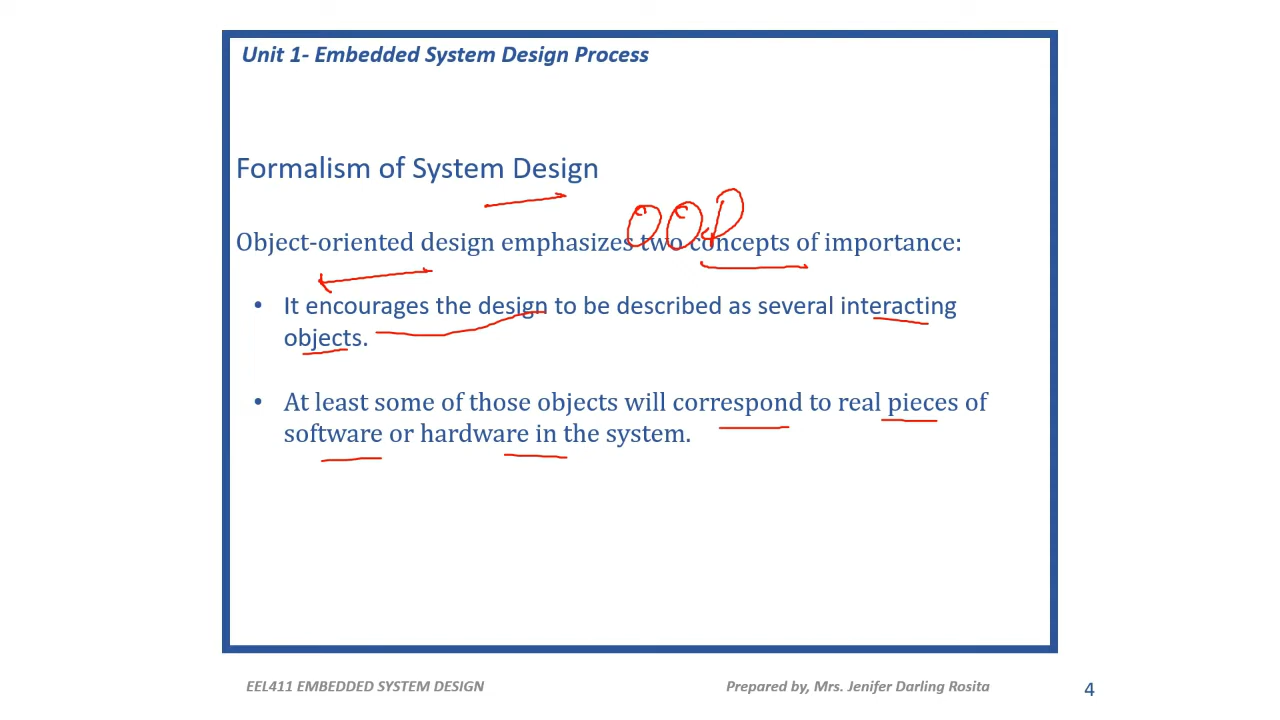 Unit 1- Embedded System Design Process
Formalism of System Design
OOD
Object-oriented design emphasizes two concepts of importance:
• It encourages the design to be described as several interacting
objects.
• At least some of those objects will correspond to real pieces of
software or hardware in the system.
EEL411 EMBEDDED SYSTEM DESIGN
Prepared by, Mrs. Jenifer Darling Rosita
4